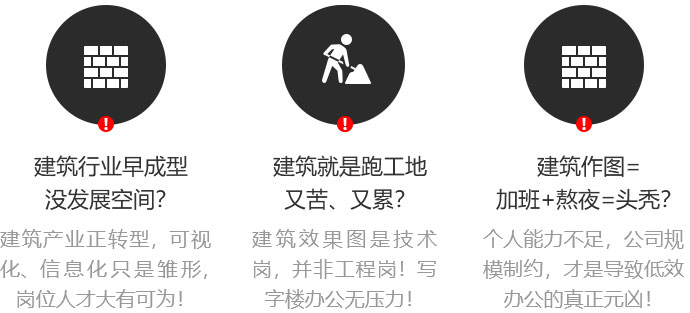 建筑行业早成型
没发展空间？
建筑产业正转型，可视
化、信息化只是雏形，
岗位人才大有可为！
建筑就是跑工地
又苦、又累？
建筑效果图是技术
岗，并非工程岗！写
字楼办公无压力！
建筑作图=
加班+熬夜=头秃？
个人能力不足，公司规
模制约，才是导致低效
办公的真正元凶！